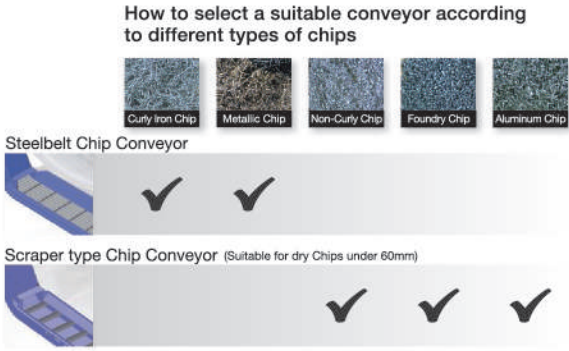 How to select a suitable conveyor according
to different types of chips
Curly Iron Chip Metallic Chip Non-Curly Chip Foundry Chip Aluminum Chip
Steelbelt Chip Conveyor
Scraper type Chip Conveyor (Suitable for dry Chips under 60mm)